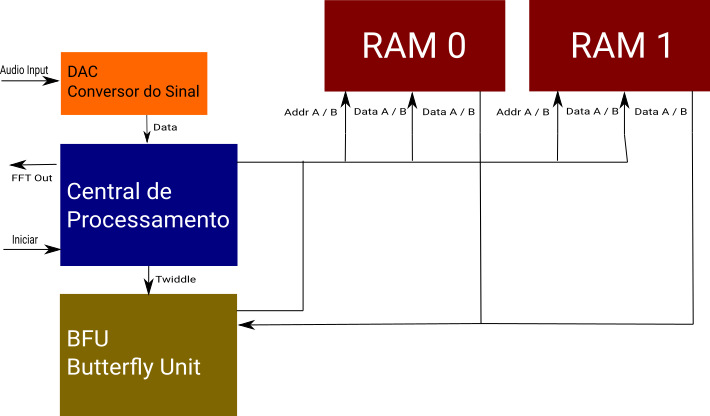 RAM 0
RAM 1
Audio Input
DAC
Conversor do Sinal
Addr A / B
Data A / B
Data A / B
Addr A / B
Data A / B
Data A / B
Data
FFT Out
Central de
Processamento
Iniciar
Twiddle
BFU
Butterfly Unit